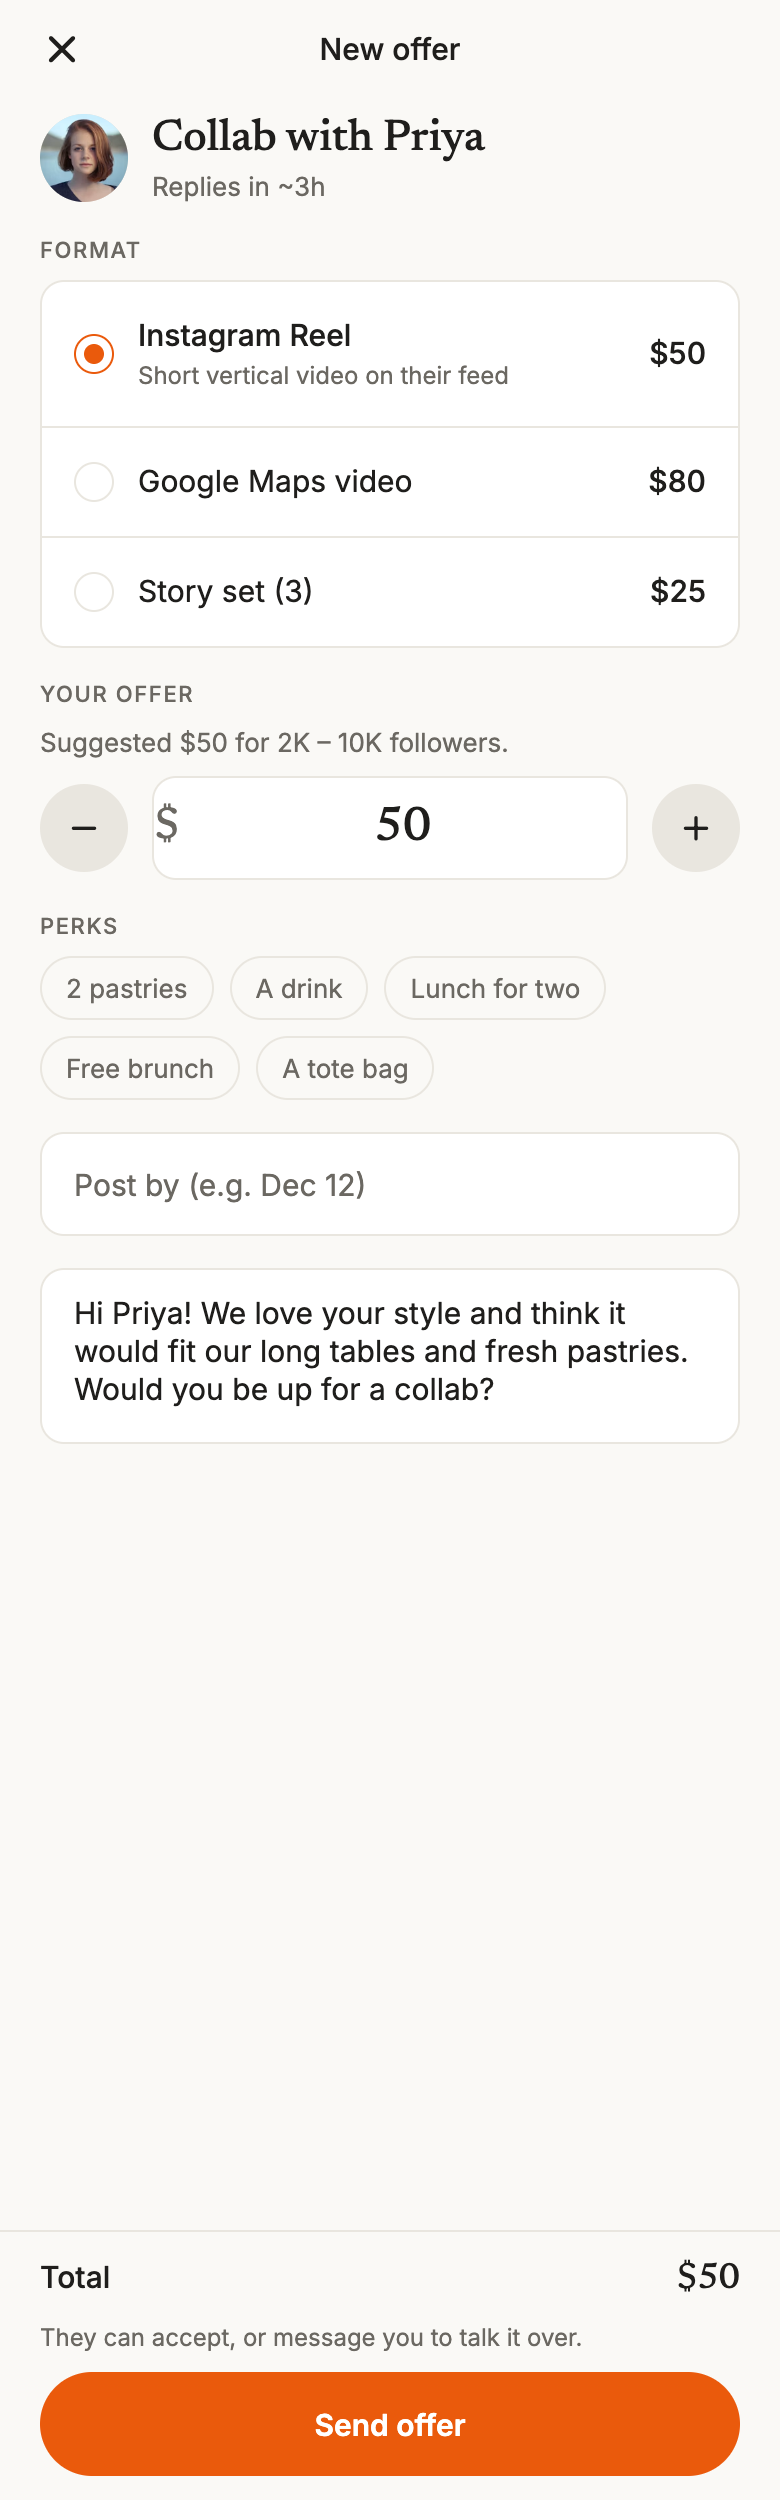 New offer
Collab with Priya
Replies in ~3h
FORMAT
Instagram Reel
Short vertical video on their feed
$50
Google Maps video
$80
Story set (3)
$25
YOUR OFFER
Suggested $50 for 2K – 10K followers.
$ 50
PERKS
2 pastries
A drink
Lunch for two
Free brunch
A tote bag
Post by (e.g. Dec 12)
Hi Priya! We love your style and think it
would fit our long tables and fresh pastries.
Would you be up for a collab?
Total
$50
They can accept, or message you to talk it over.
Send offer